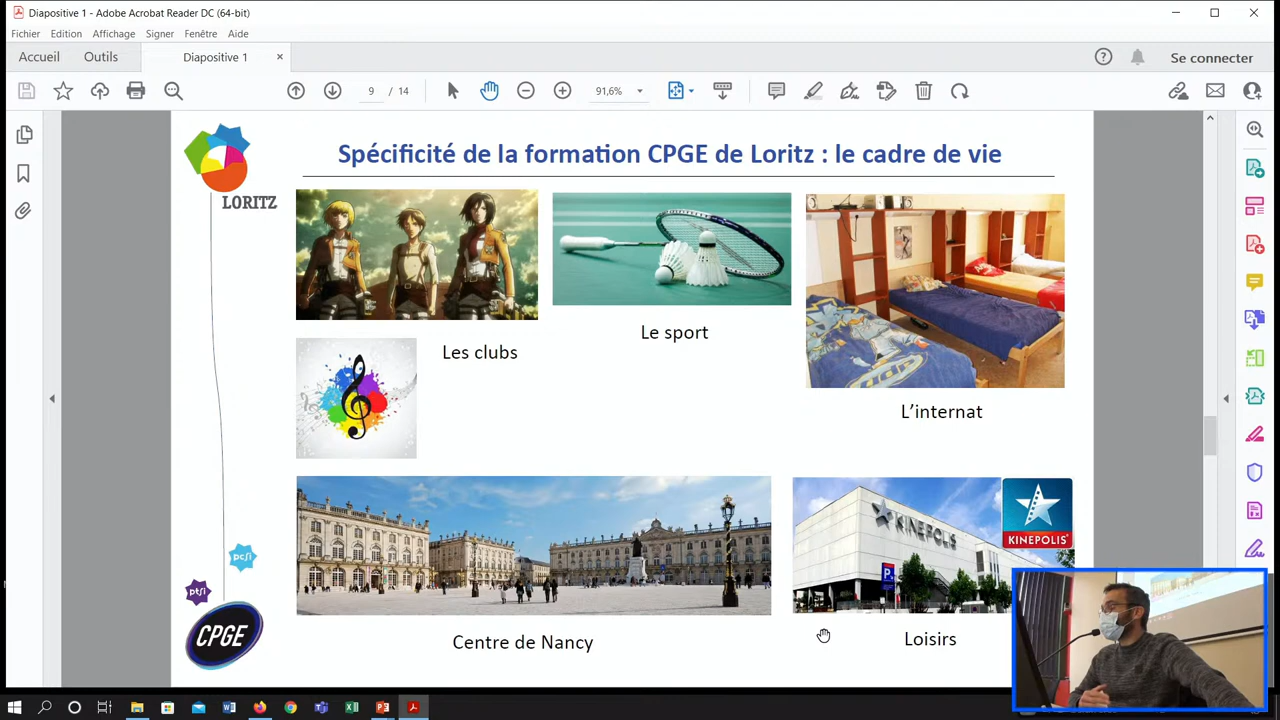 Diapositive 1 - Adobe Acrobat Reader DC (64-bit)
Fichier Edition Affichage Signer Fenêtre Aide
Accueil Outils Diapositive 1 Se connecter
9 / 14 91,6%
Spécificité de la formation CPGE de Loritz : le cadre de vie
LORITZ
Le sport
Les clubs
L'internat
KINEPOLIS
KINEPOLIS
P
pcsi
ptsi
CPGE
Centre de Nancy
Loisirs